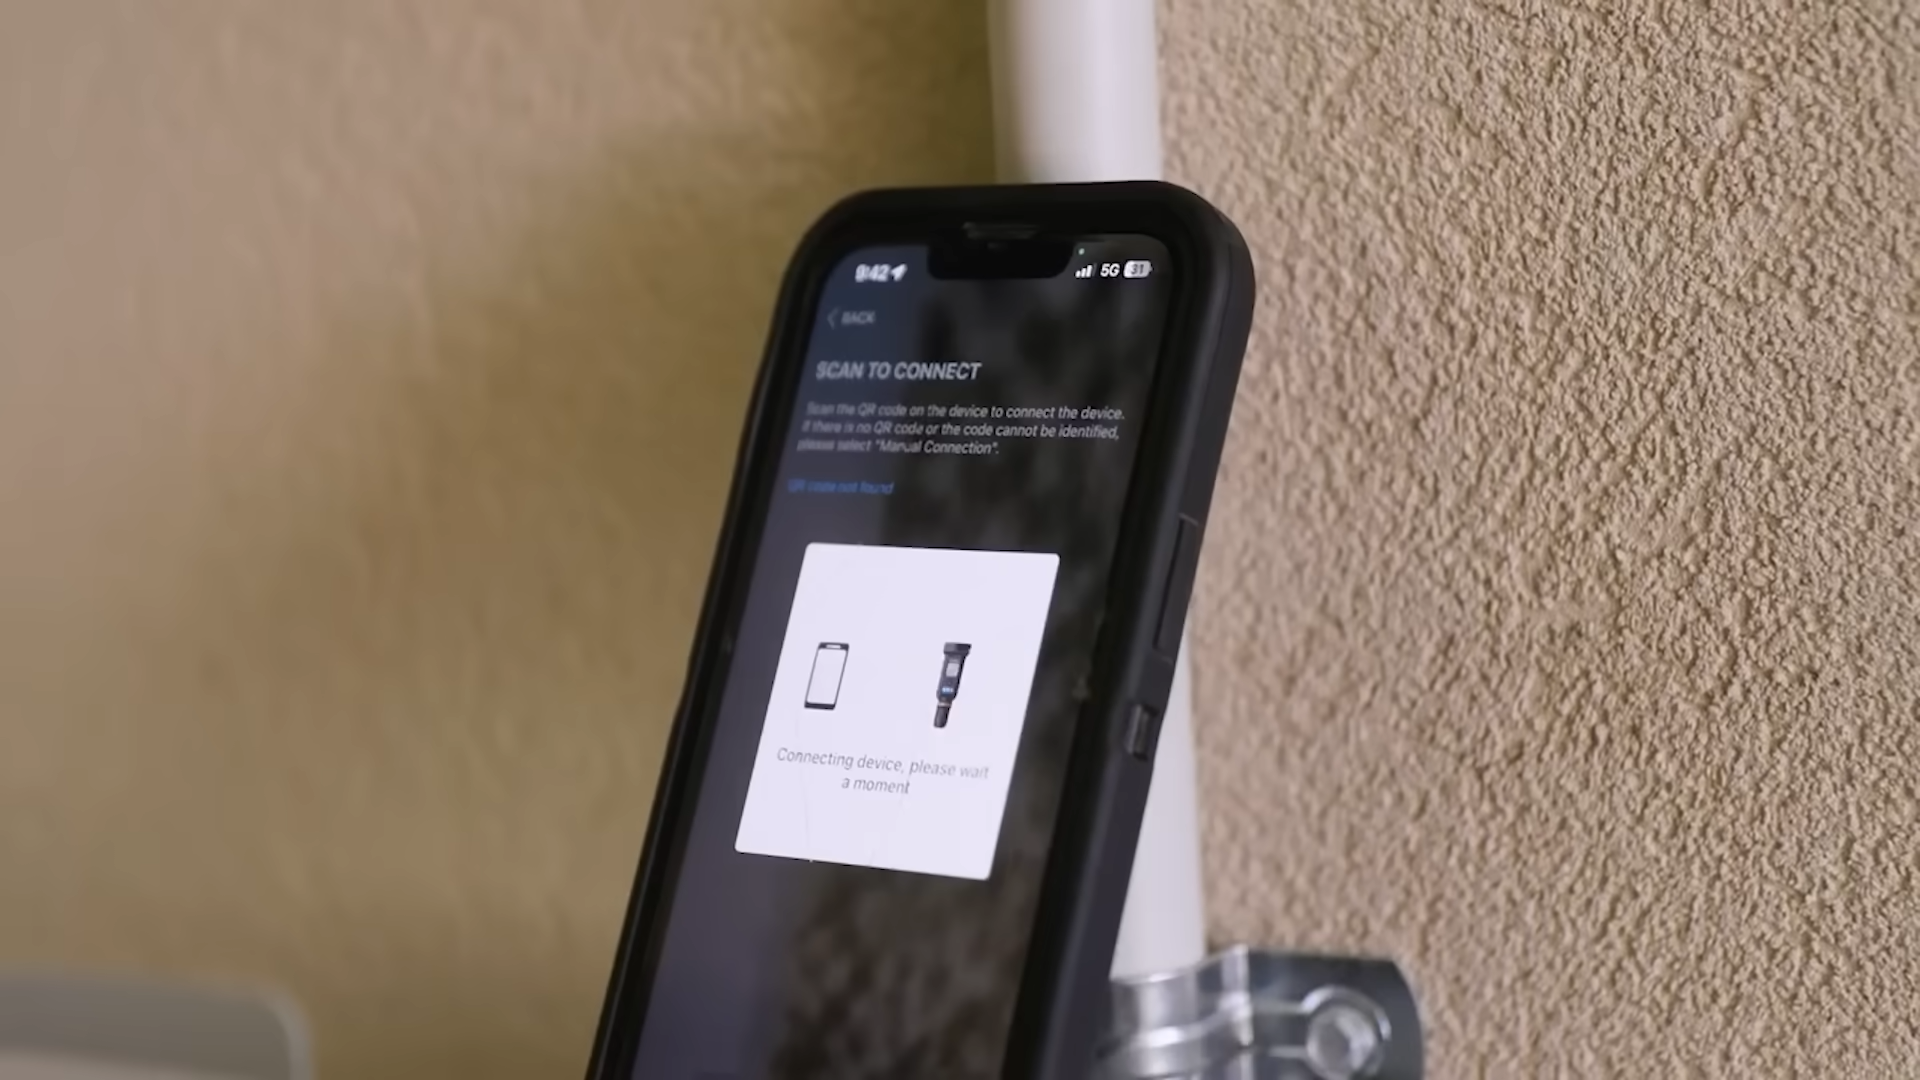 9:42
5G 31
BACK
SCAN TO CONNECT
Scan the QR code on the device to connect the device.
If there is no QR code or the code cannot be identified,
please select "Manual Connection".
QR code not found
Connecting device, please wait
a moment